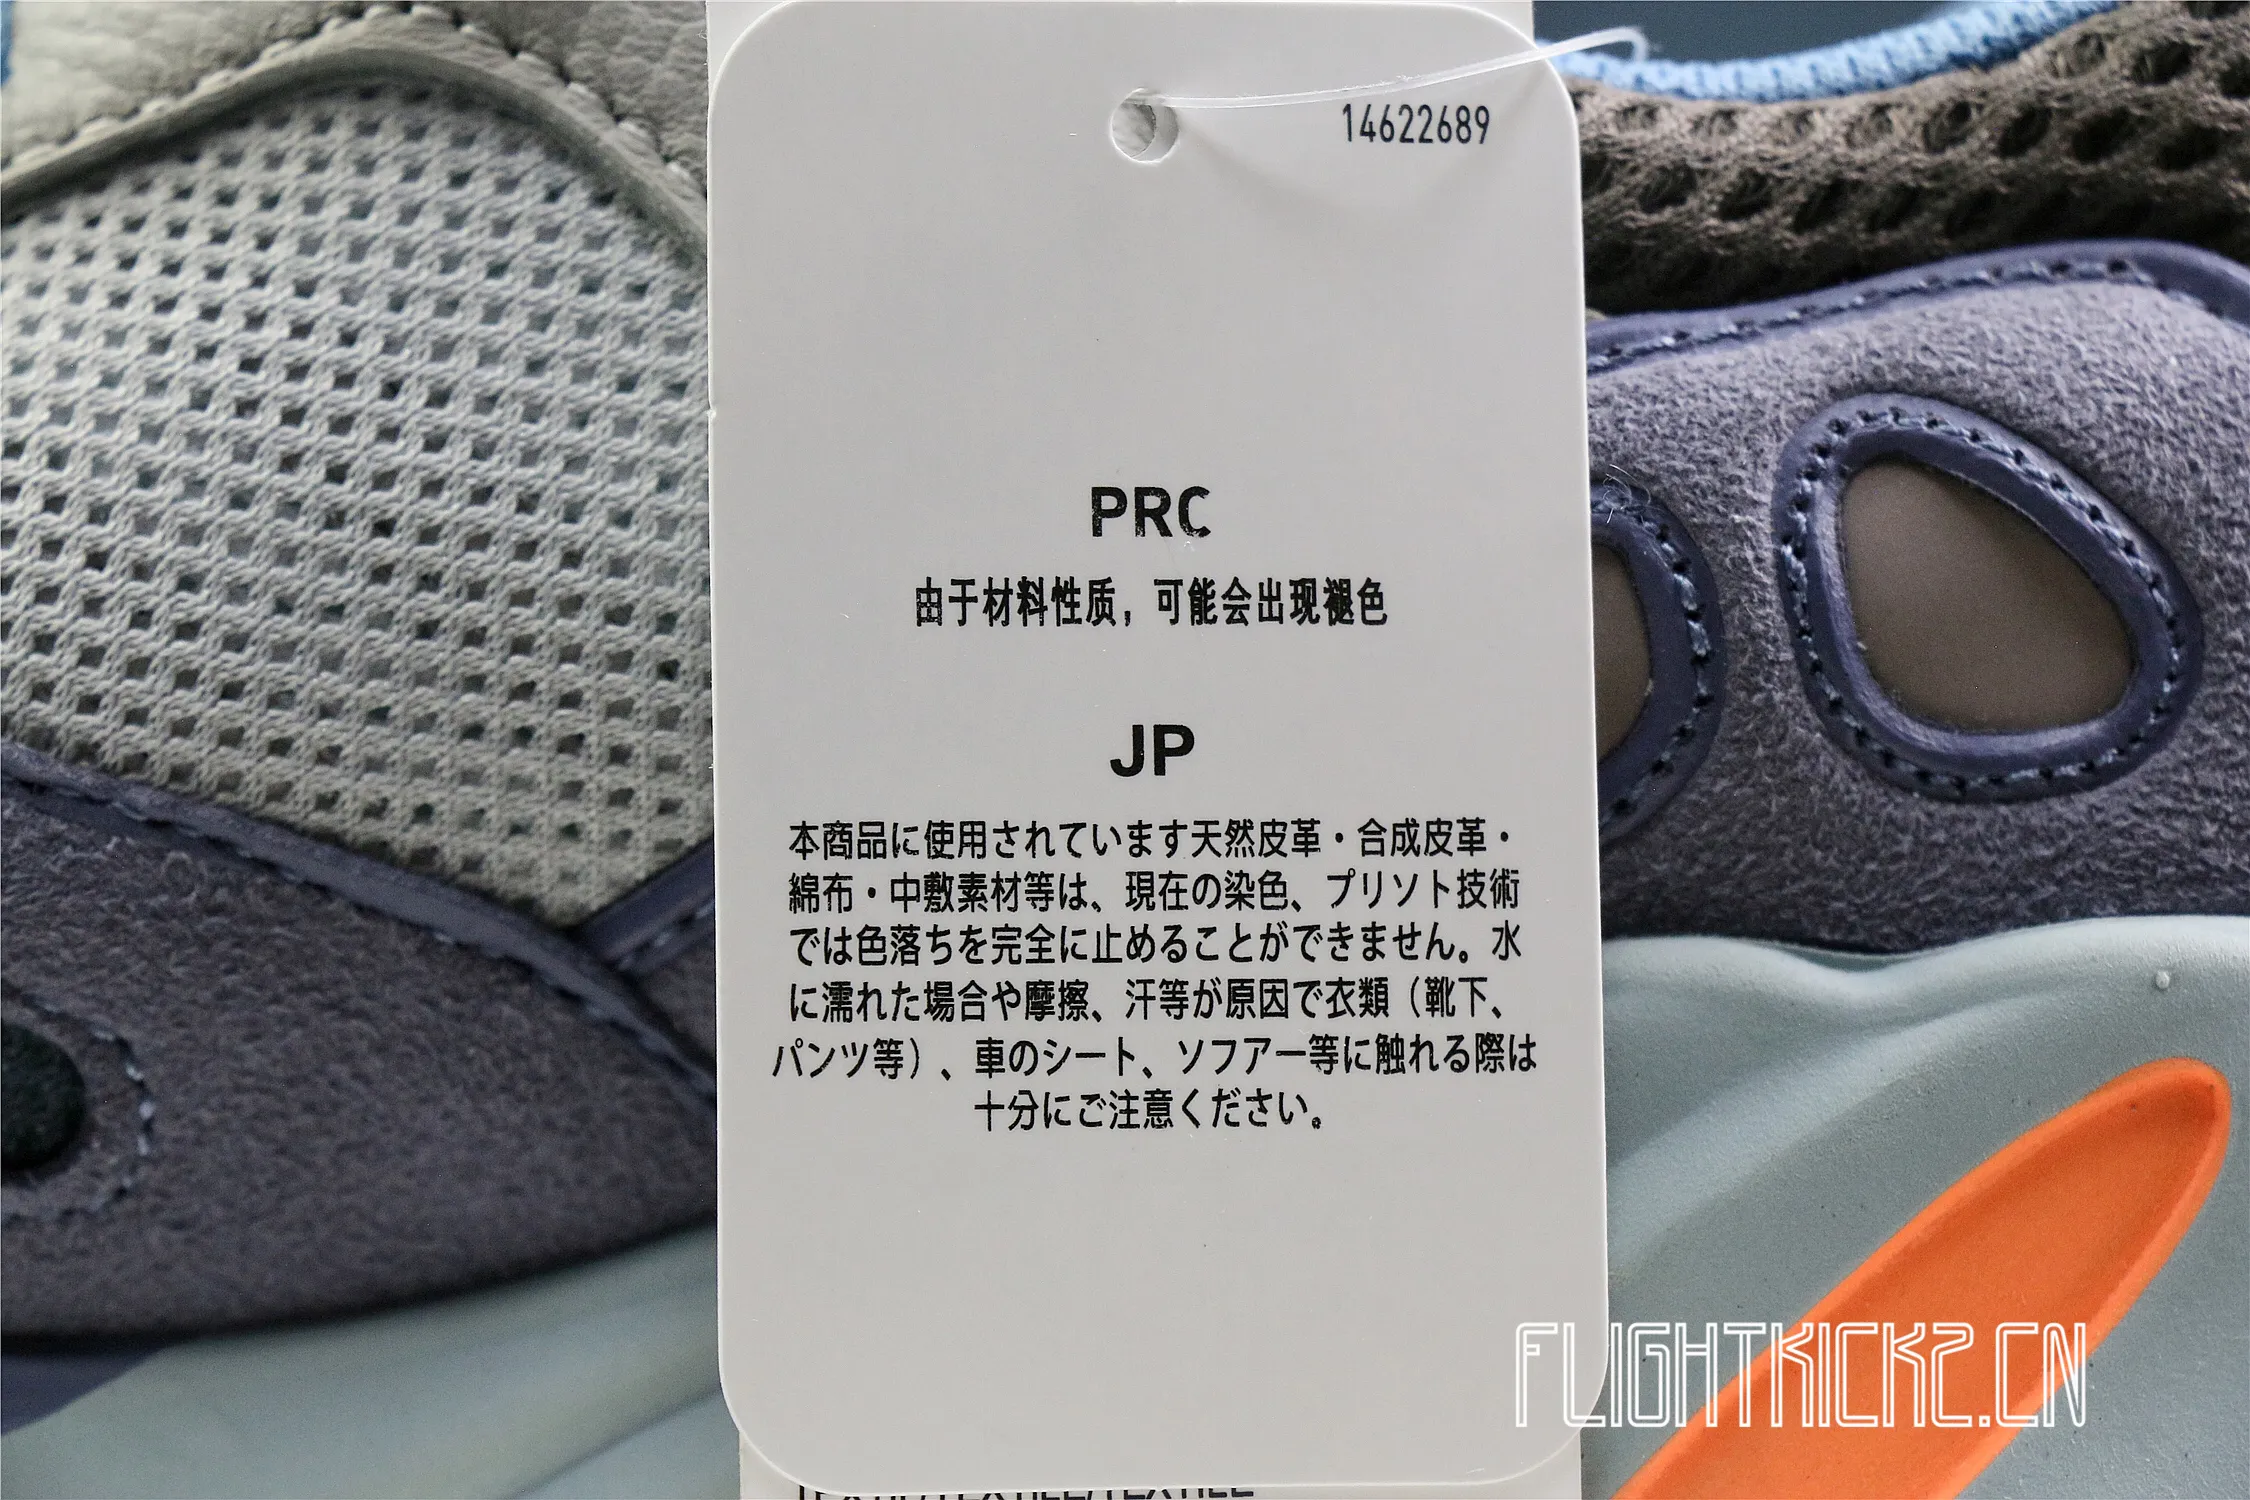 14622689
PRC
由于材料性质，可能会出现褪色
JP
本商品に使用されています天然皮革・合成皮革・
綿布・中敷素材等は、現在の染色、プリソト技術
では色落ちを完全に止めることができません。水
に濡れた場合や摩擦、汗等が原因で衣類（靴下、
パンツ等）、車のシート、ソフアー等に触れる際は
十分にご注意ください。
FLIGHTKICKZ.CN